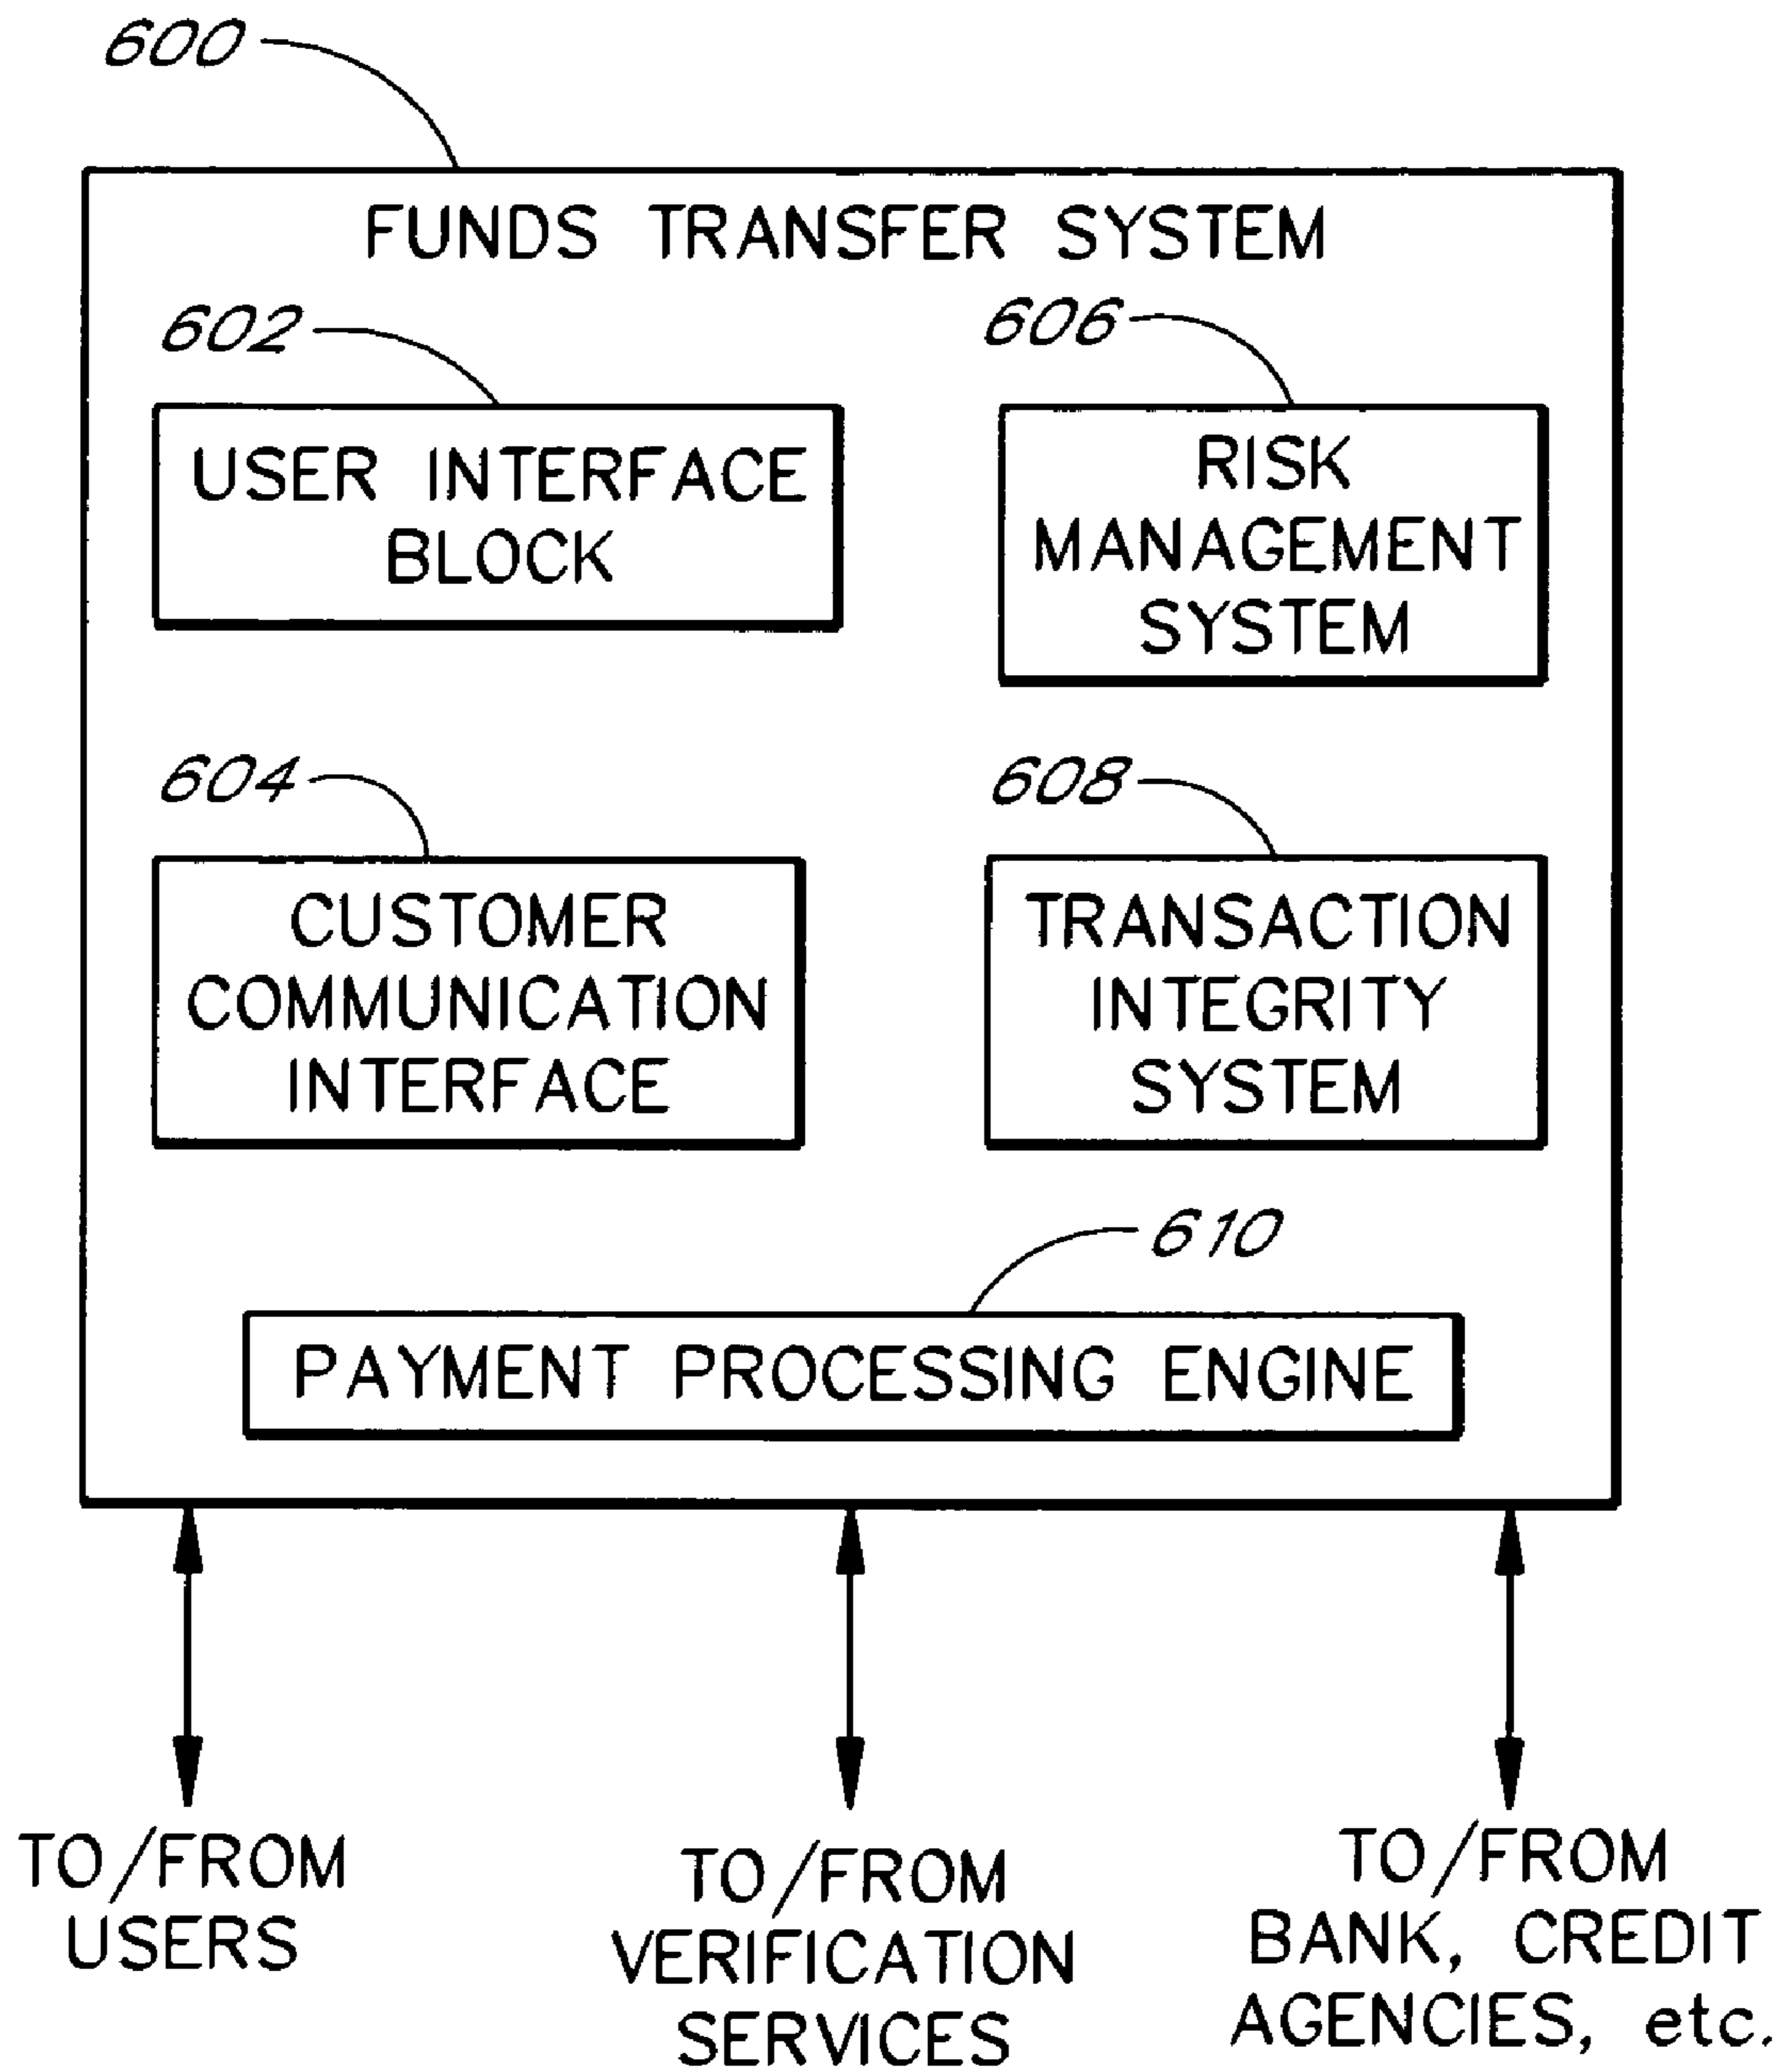 600
FUNDS TRANSFER SYSTEM
602
606
USER INTERFACE
BLOCK
RISK
MANAGEMENT
SYSTEM
604
608
CUSTOMER
COMMUNICATION
INTERFACE
TRANSACTION
INTEGRITY
SYSTEM
610
PAYMENT PROCESSING ENGINE
TO/FROM
USERS
TO/FROM
VERIFICATION
SERVICES
TO/FROM
BANK, CREDIT
AGENCIES, etc.